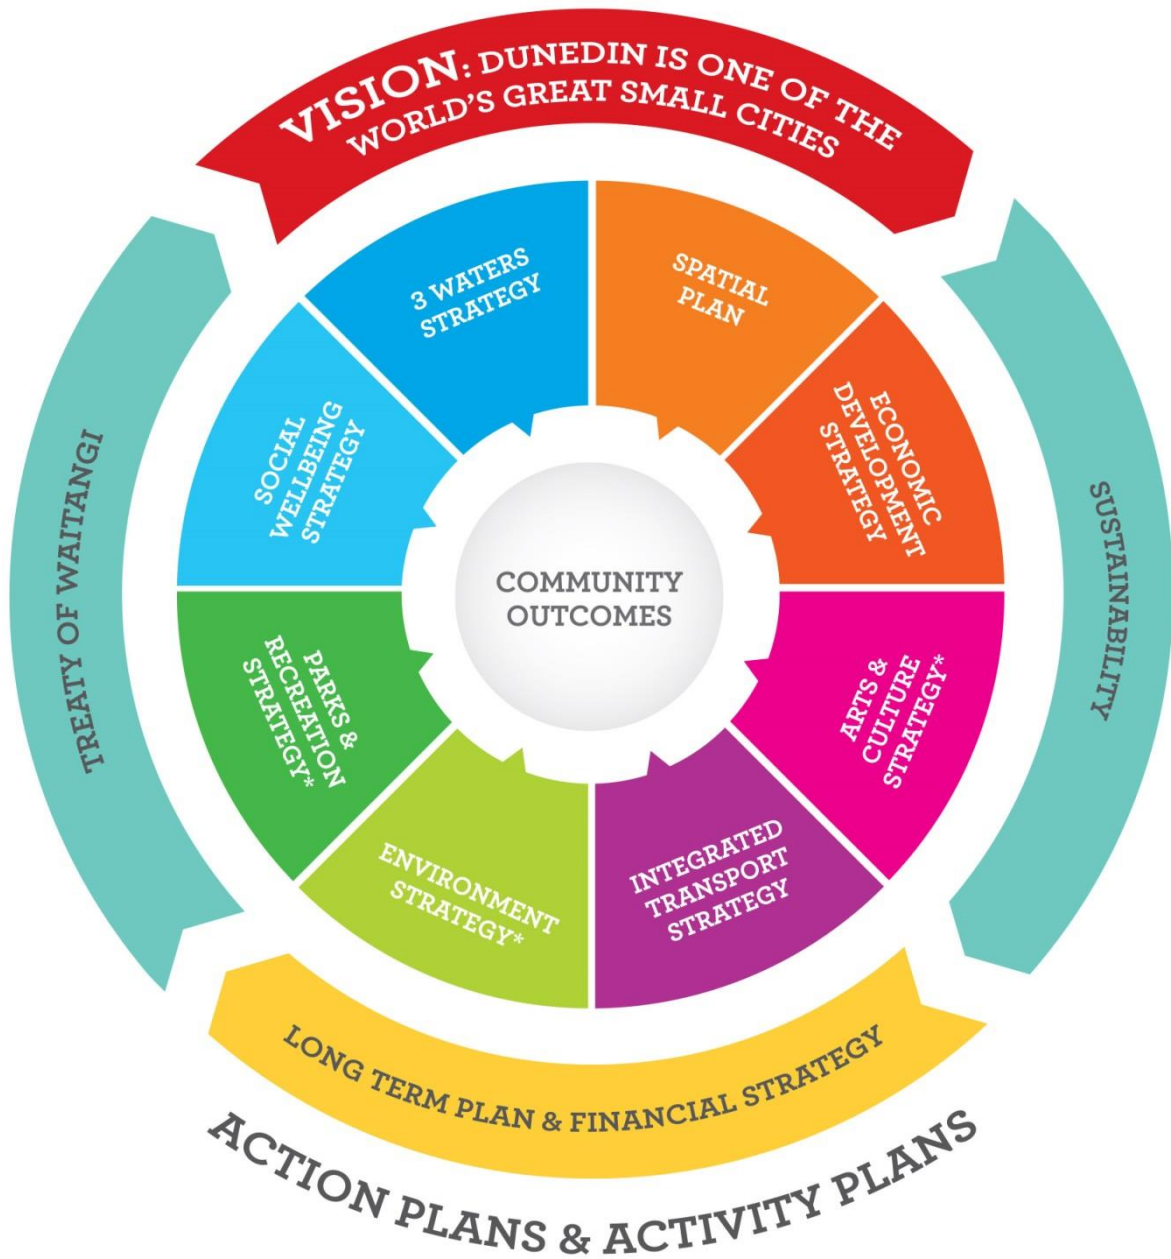 VISION: DUNEDIN IS ONE OF THE
WORLD'S GREAT SMALL CITIES
3 WATERS
STRATEGY
SPATIAL
PLAN
ECONOMIC
DEVELOPMENT
STRATEGY
ARTS &
CULTURE
STRATEGY*
INTEGRATED
TRANSPORT
STRATEGY
ENVIRONMENT
STRATEGY*
PARKS &
RECREATION
STRATEGY*
SOCIAL
WELLBEING
STRATEGY
COMMUNITY
OUTCOMES
TREATY OF WAITANGI
SUSTAINABILITY
LONG TERM PLAN & FINANCIAL STRATEGY
ACTION PLANS & ACTIVITY PLANS